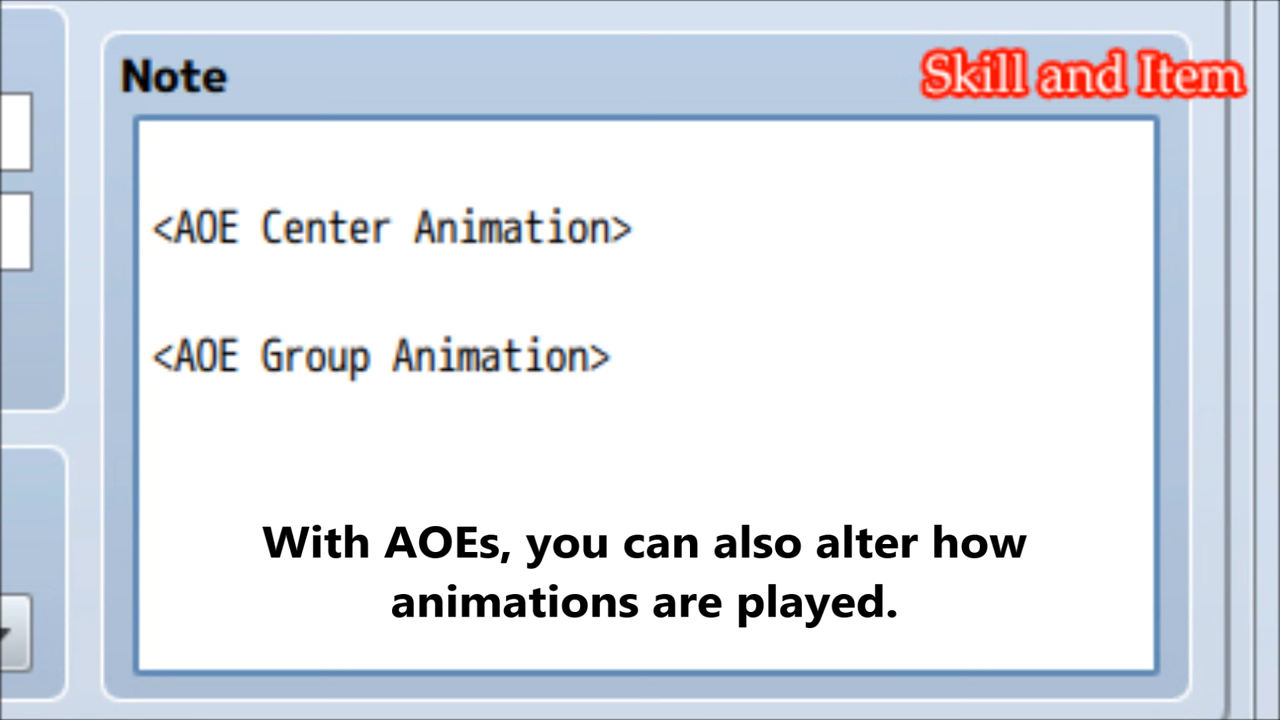 Note
Skill and Item
<AOE Center Animation>
<AOE Group Animation>
With AOEs, you can also alter how
animations are played.